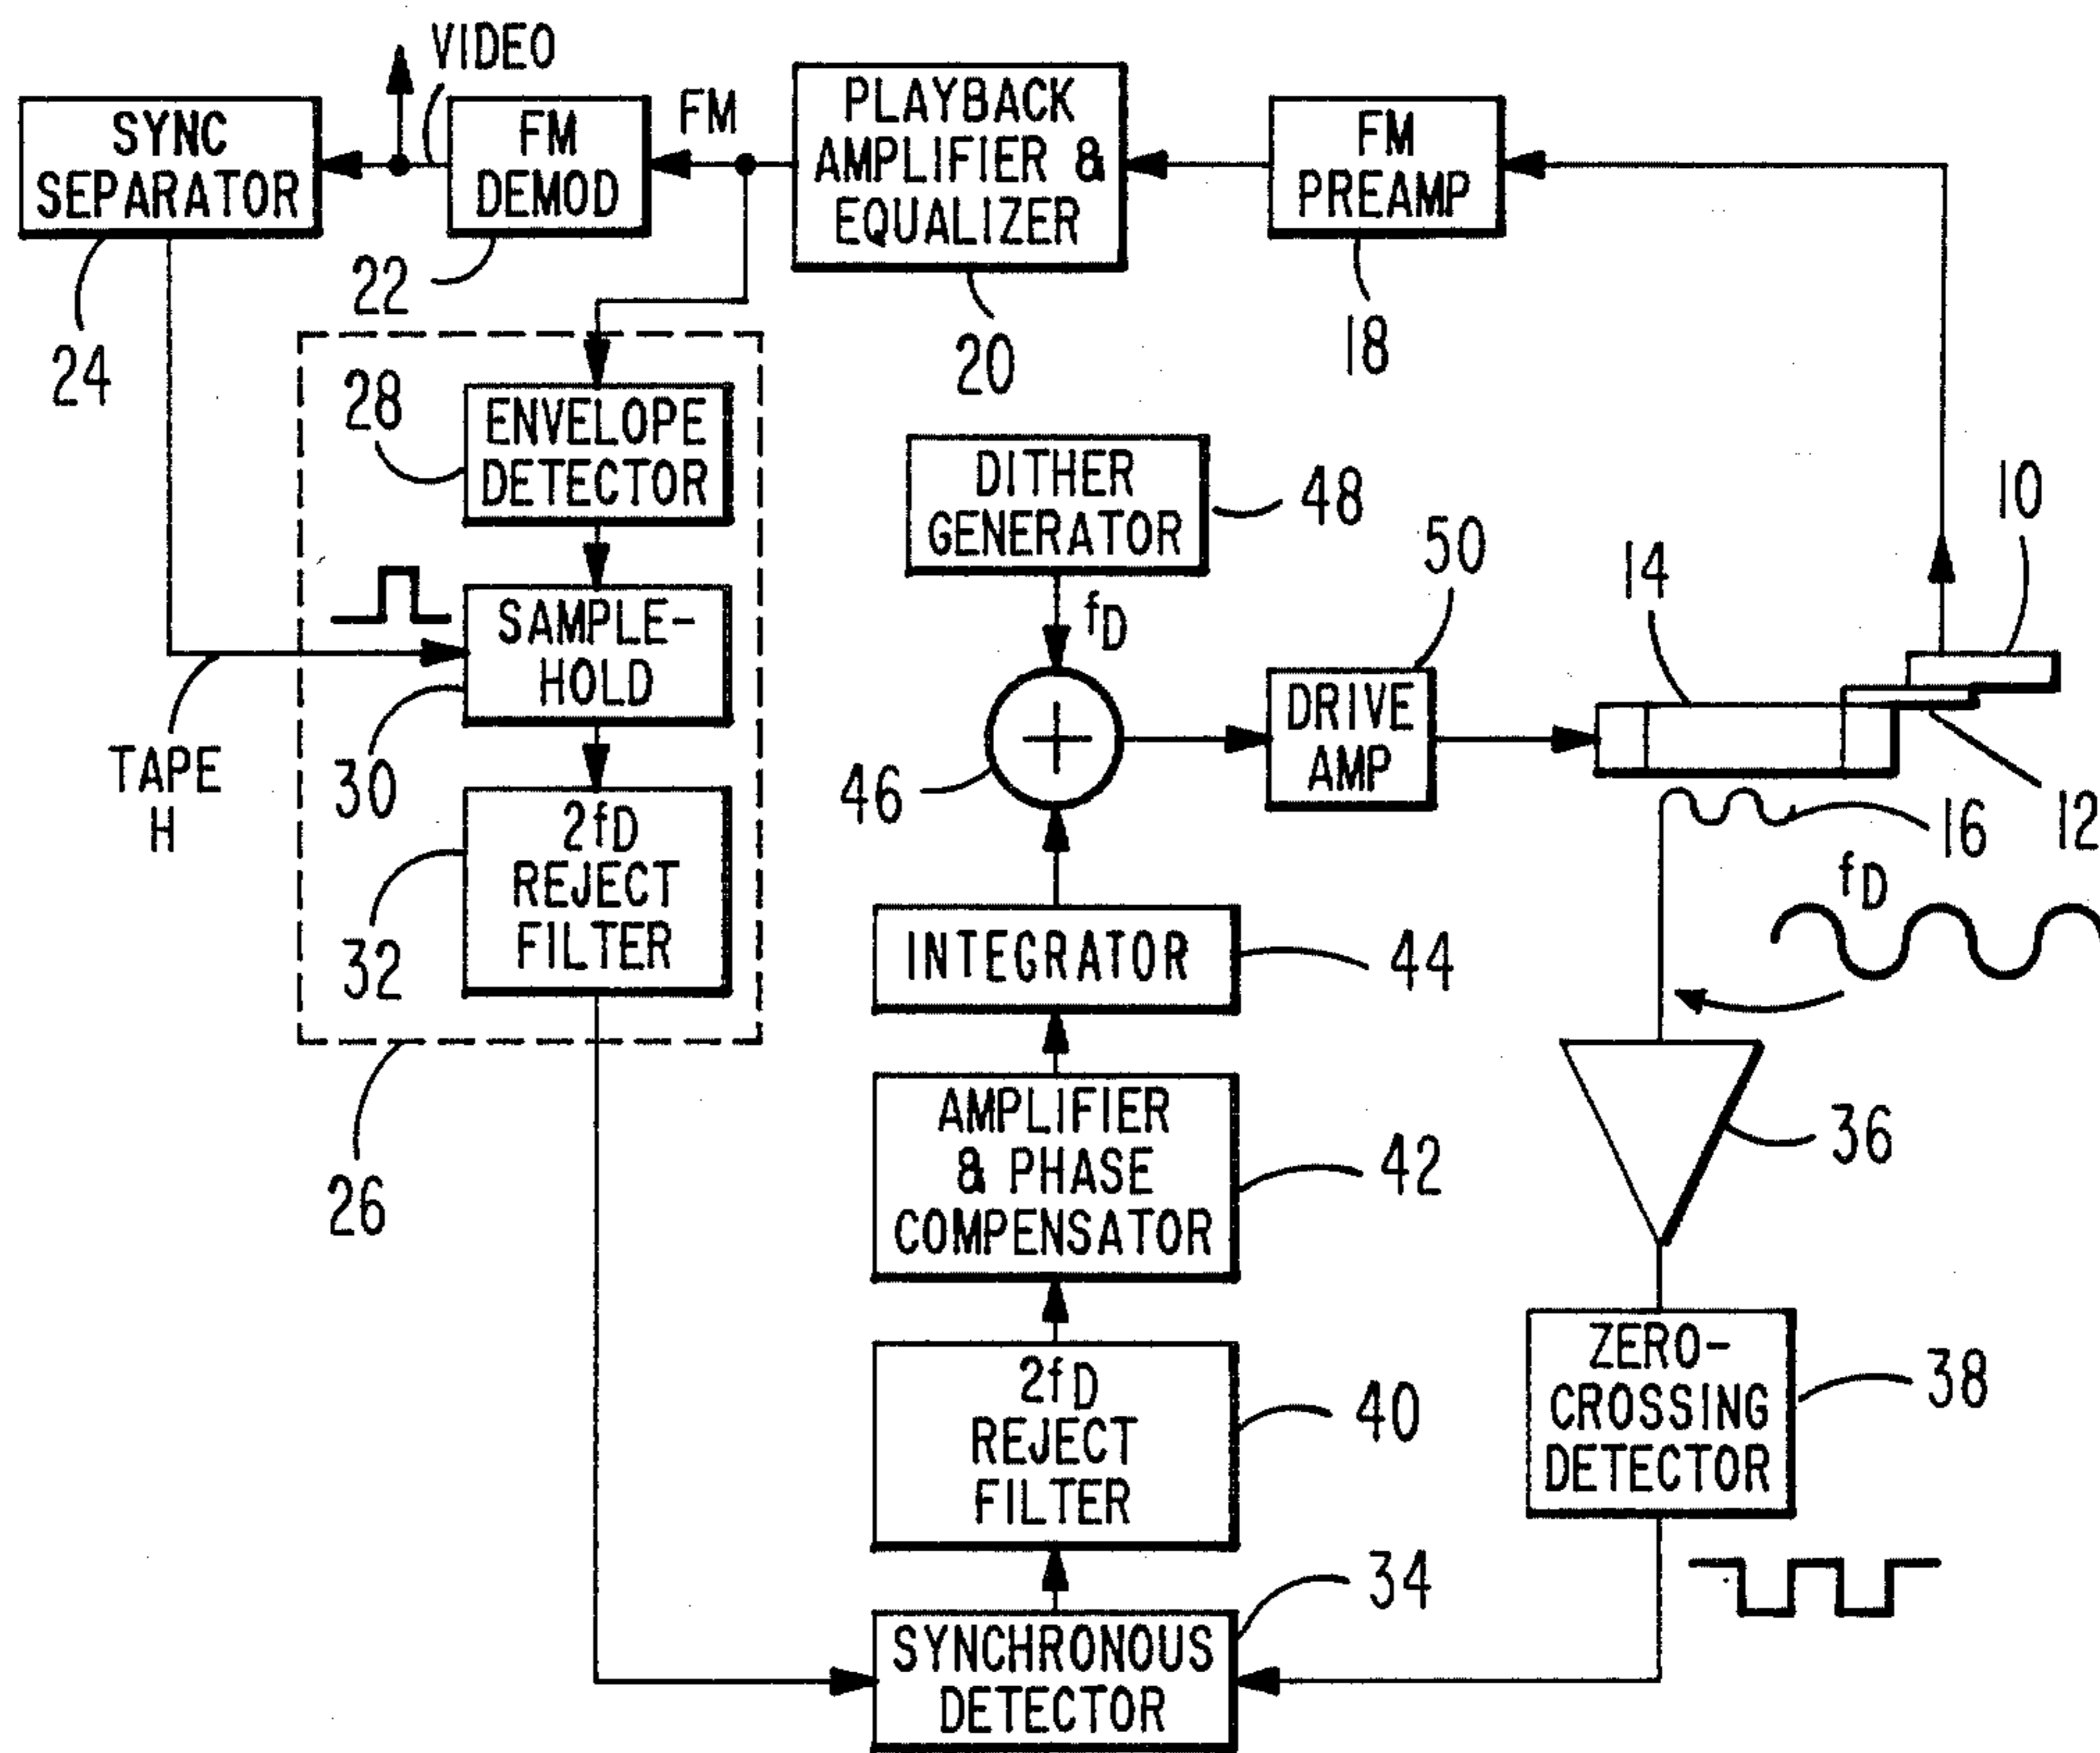 VIDEO
SYNC
SEPARATOR
24
FM
DEMOD
22
FM
PLAYBACK
AMPLIFIER &
EQUALIZER
20
FM
PREAMP
18
28
ENVELOPE
DETECTOR
DITHER
GENERATOR
48
fD
50
14
10
TAPE
H
SAMPLE-
HOLD
30
46
+
DRIVE
AMP
16
12
fD
2fD
REJECT
FILTER
32
26
INTEGRATOR
44
AMPLIFIER
& PHASE
COMPENSATOR
42
36
2fD
REJECT
FILTER
40
ZERO-
CROSSING
DETECTOR
38
SYNCHRONOUS
DETECTOR
34